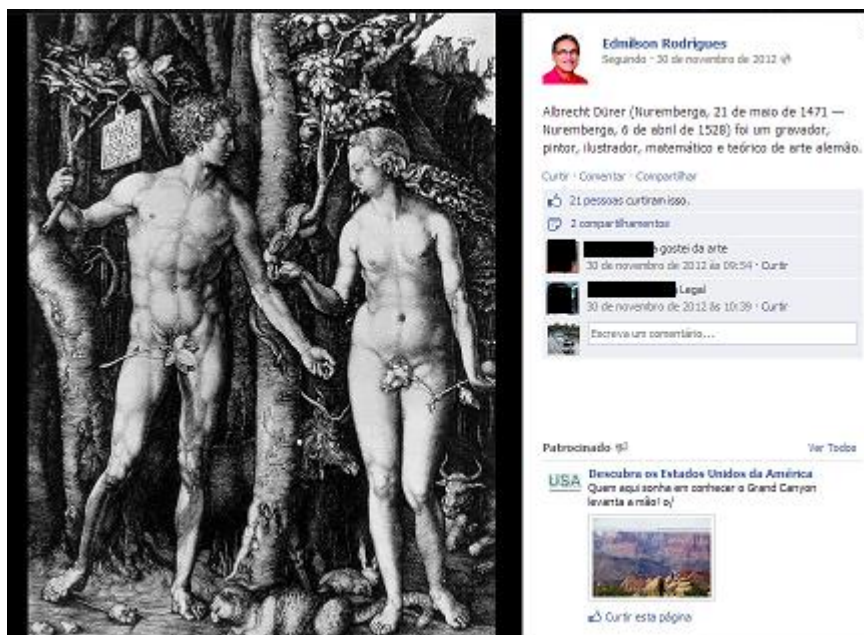 Edmilson Rodrigues
Seguindo · 30 de novembro de 2012
Albrecht Dürer (Nuremberga, 21 de maio de 1471 —
Nuremberga, 6 de abril de 1528) foi um gravador,
pintor, ilustrador, matemático e teórico de arte alemão.
Curtir · Comentar · Compartilhar
21 pessoas curtiram isso.
2 compartilhamentos
gostei da arte
30 de novembro de 2012 às 09:54 · Curtir
Legal
30 de novembro de 2012 às 10:39 · Curtir
Escreva um comentário...
Patrocinado
Ver Todos
USA
Descubra os Estados Unidos da América
Quem aqui sonha em conhecer o Grand Canyon
levanta a mão! o/
Curtir esta página